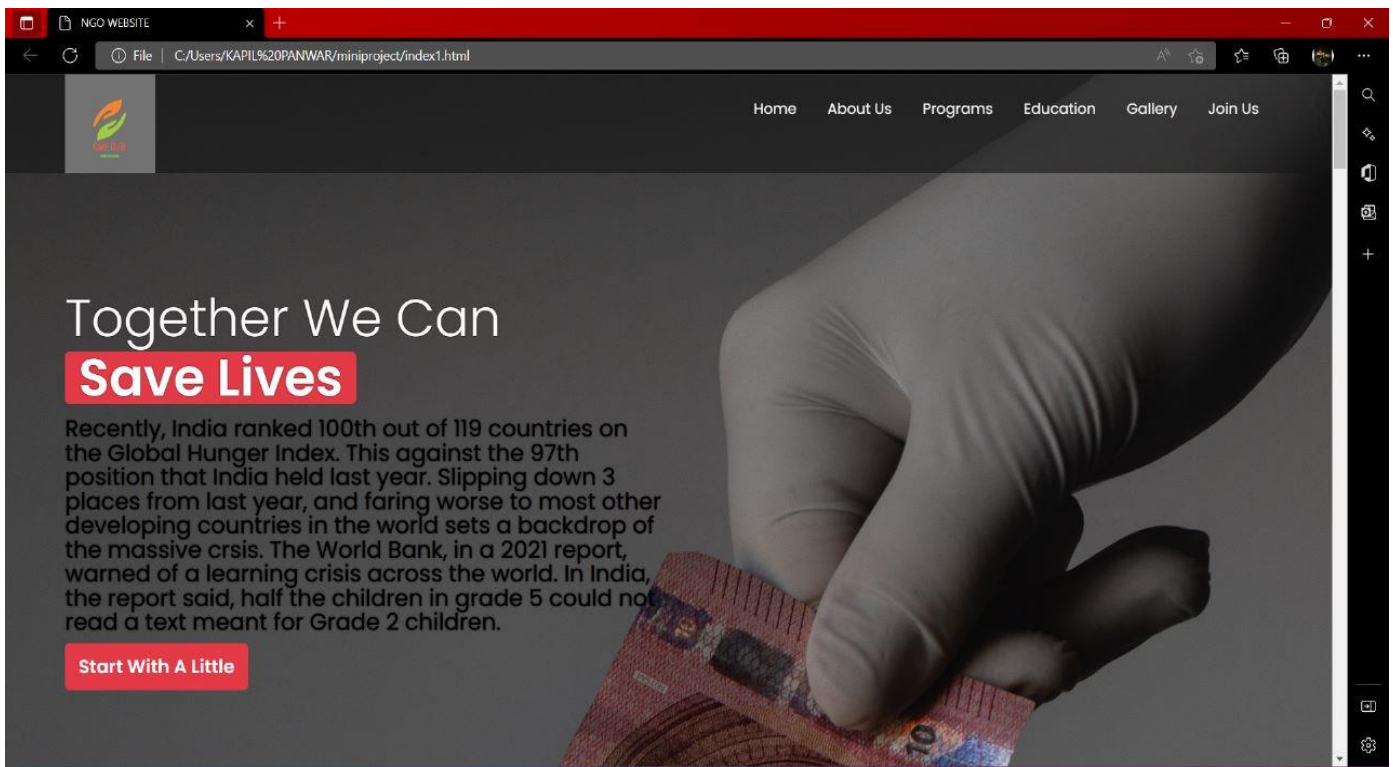 NGO WEBSITE
File | C:/Users/KAPIL%20PANWAR/miniproject/index1.html
Home About Us Programs Education Gallery Join Us
Together We Can
Save Lives
Recently, India ranked 100th out of 119 countries on
the Global Hunger Index. This against the 97th
position that India held last year. Slipping down 3
places from last year, and faring worse to most other
developing countries in the world sets a backdrop of
the massive crsis. The World Bank, in a 2021 report,
warned of a learning crisis across the world. In India,
the report said, half the children in grade 5 could not
read a text meant for Grade 2 children.
Start With A Little
10
10